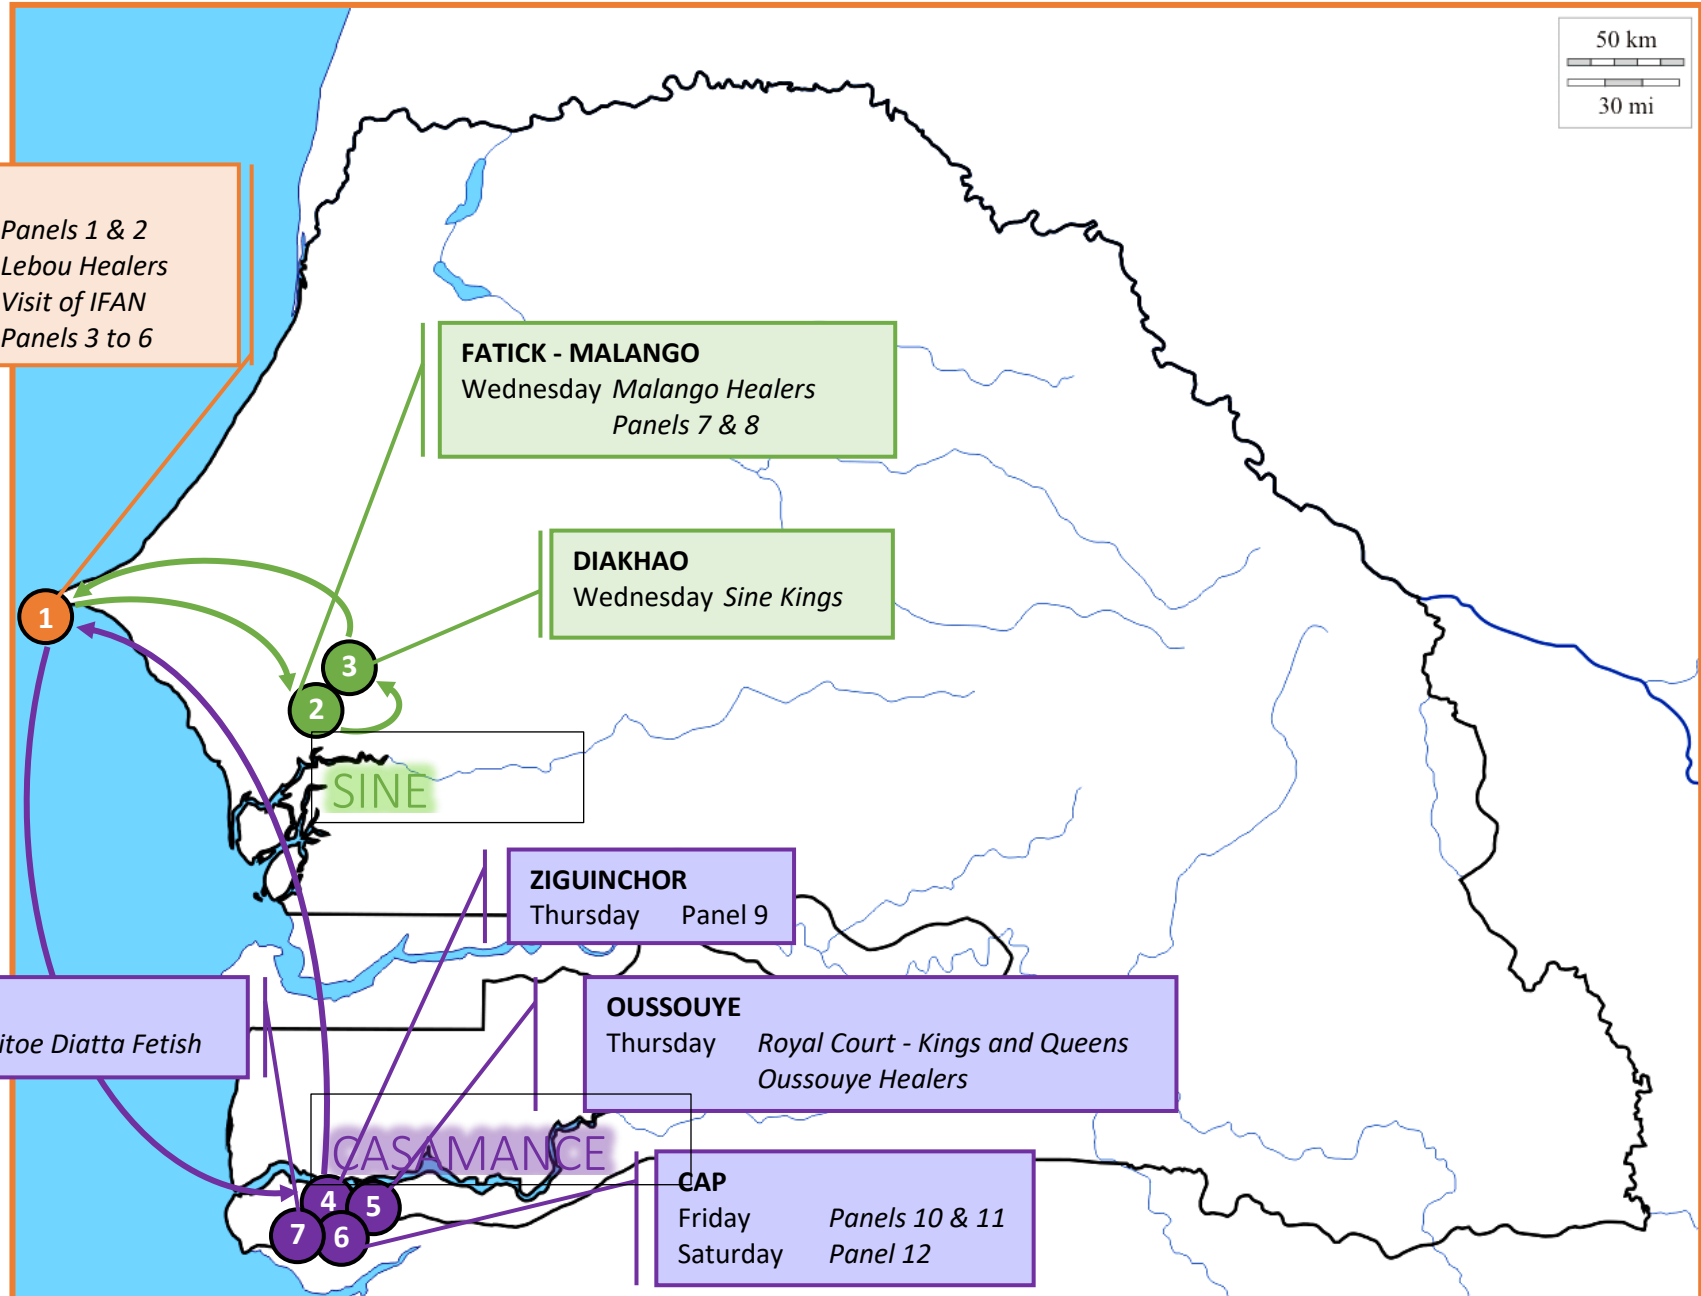 50 km
30 mi
Panels 1 & 2
Lebou Healers
Visit of IFAN
Panels 3 to 6
FATICK - MALANGO
Wednesday Malango Healers
Panels 7 & 8
DIAKHAO
Wednesday Sine Kings
1
3
2
SINE
ZIGUINCHOR
Thursday Panel 9
itoe Diatta Fetish
OUSSOUYE
Thursday Royal Court - Kings and Queens
Oussouye Healers
CASAMANCE
4
5
7
6
CAP
Friday Panels 10 & 11
Saturday Panel 12